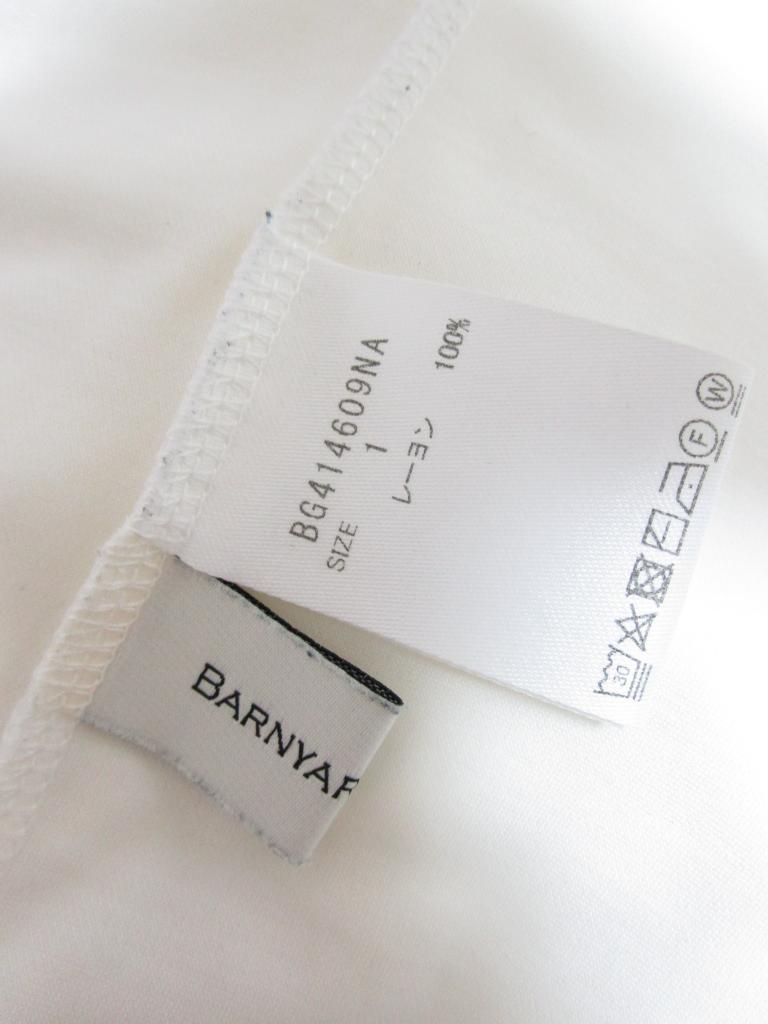 BG414609NA
SIZE 1
レーヨン 100%
30
F
W
BARNYAR